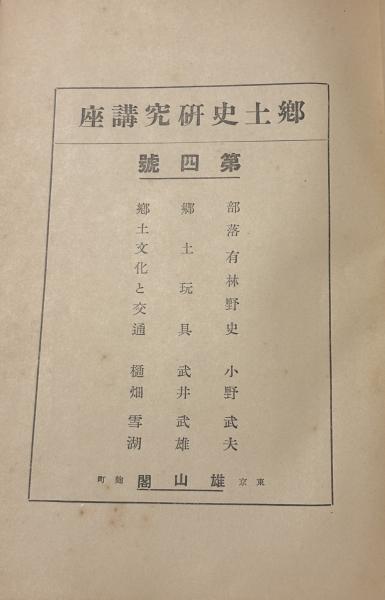 座講究研史土鄉
號四第
部落有林野史 小野武夫
鄉土玩具 武井武雄
鄉土文化と交通 樋畑雪湖
町麴 閣山雄 京東